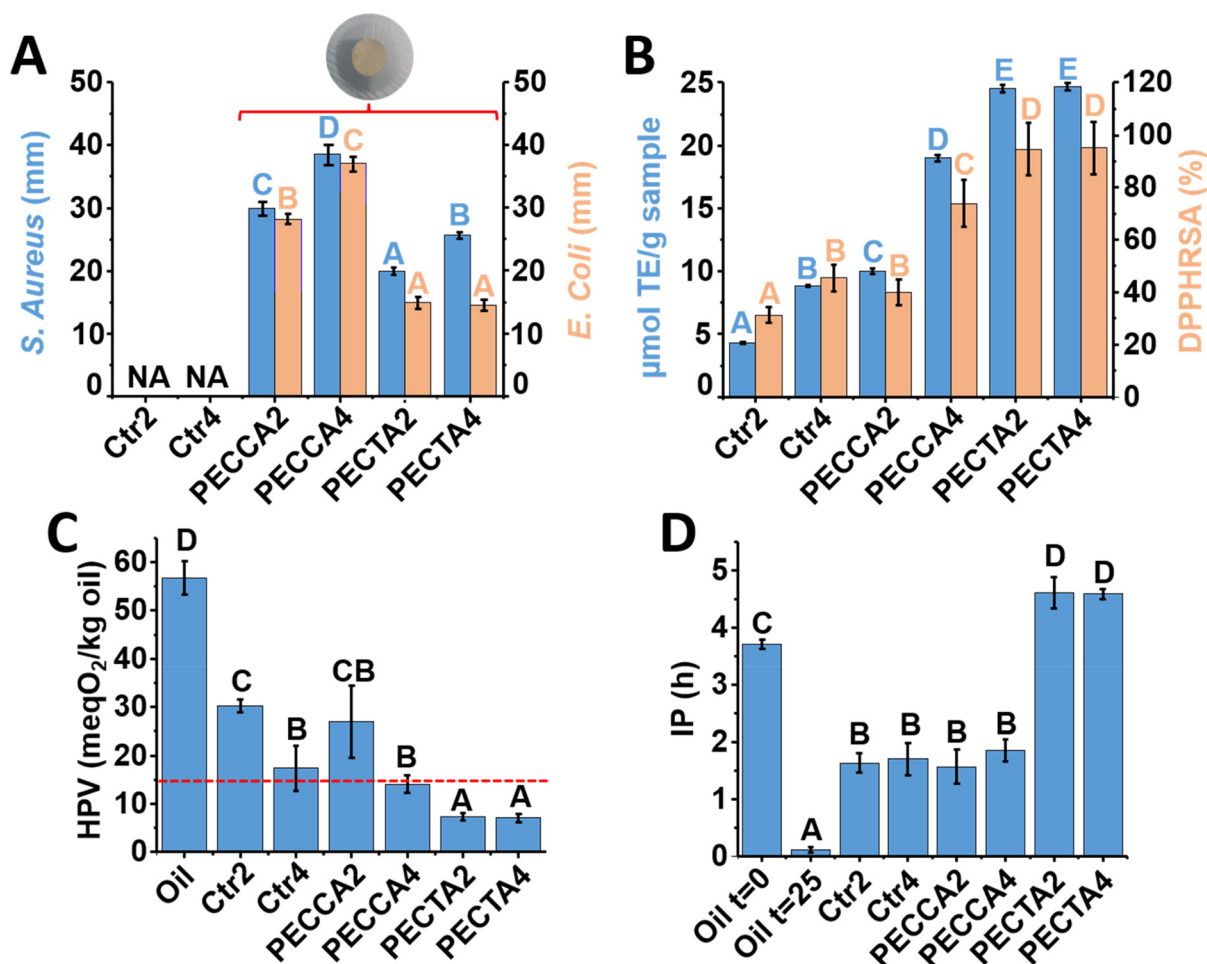 A
S. Aureus (mm)
50
40
30
20
10
0
NA NA
C B D C A A B A
50
40
30
20
10
0
E. Coli (mm)
Ctr2 Ctr4 PECCA2 PECCA4 PECTA2 PECTA4
B
μmol TE/g sample
25
20
15
10
5
0
A A B B C B D C E D E D
120
100
80
60
40
20
0
DPPHRSA (%)
Ctr2 Ctr4 PECCA2 PECCA4 PECTA2 PECTA4
C
HPV (meqO₂/kg oil)
60
50
40
30
20
10
0
D C B CB B A A
Oil Ctr2 Ctr4 PECCA2 PECCA4 PECTA2 PECTA4
D
IP (h)
5
4
3
2
1
0
C A B B B B D D
Oil t=0 Oil t=25 Ctr2 Ctr4 PECCA2 PECCA4 PECTA2 PECTA4